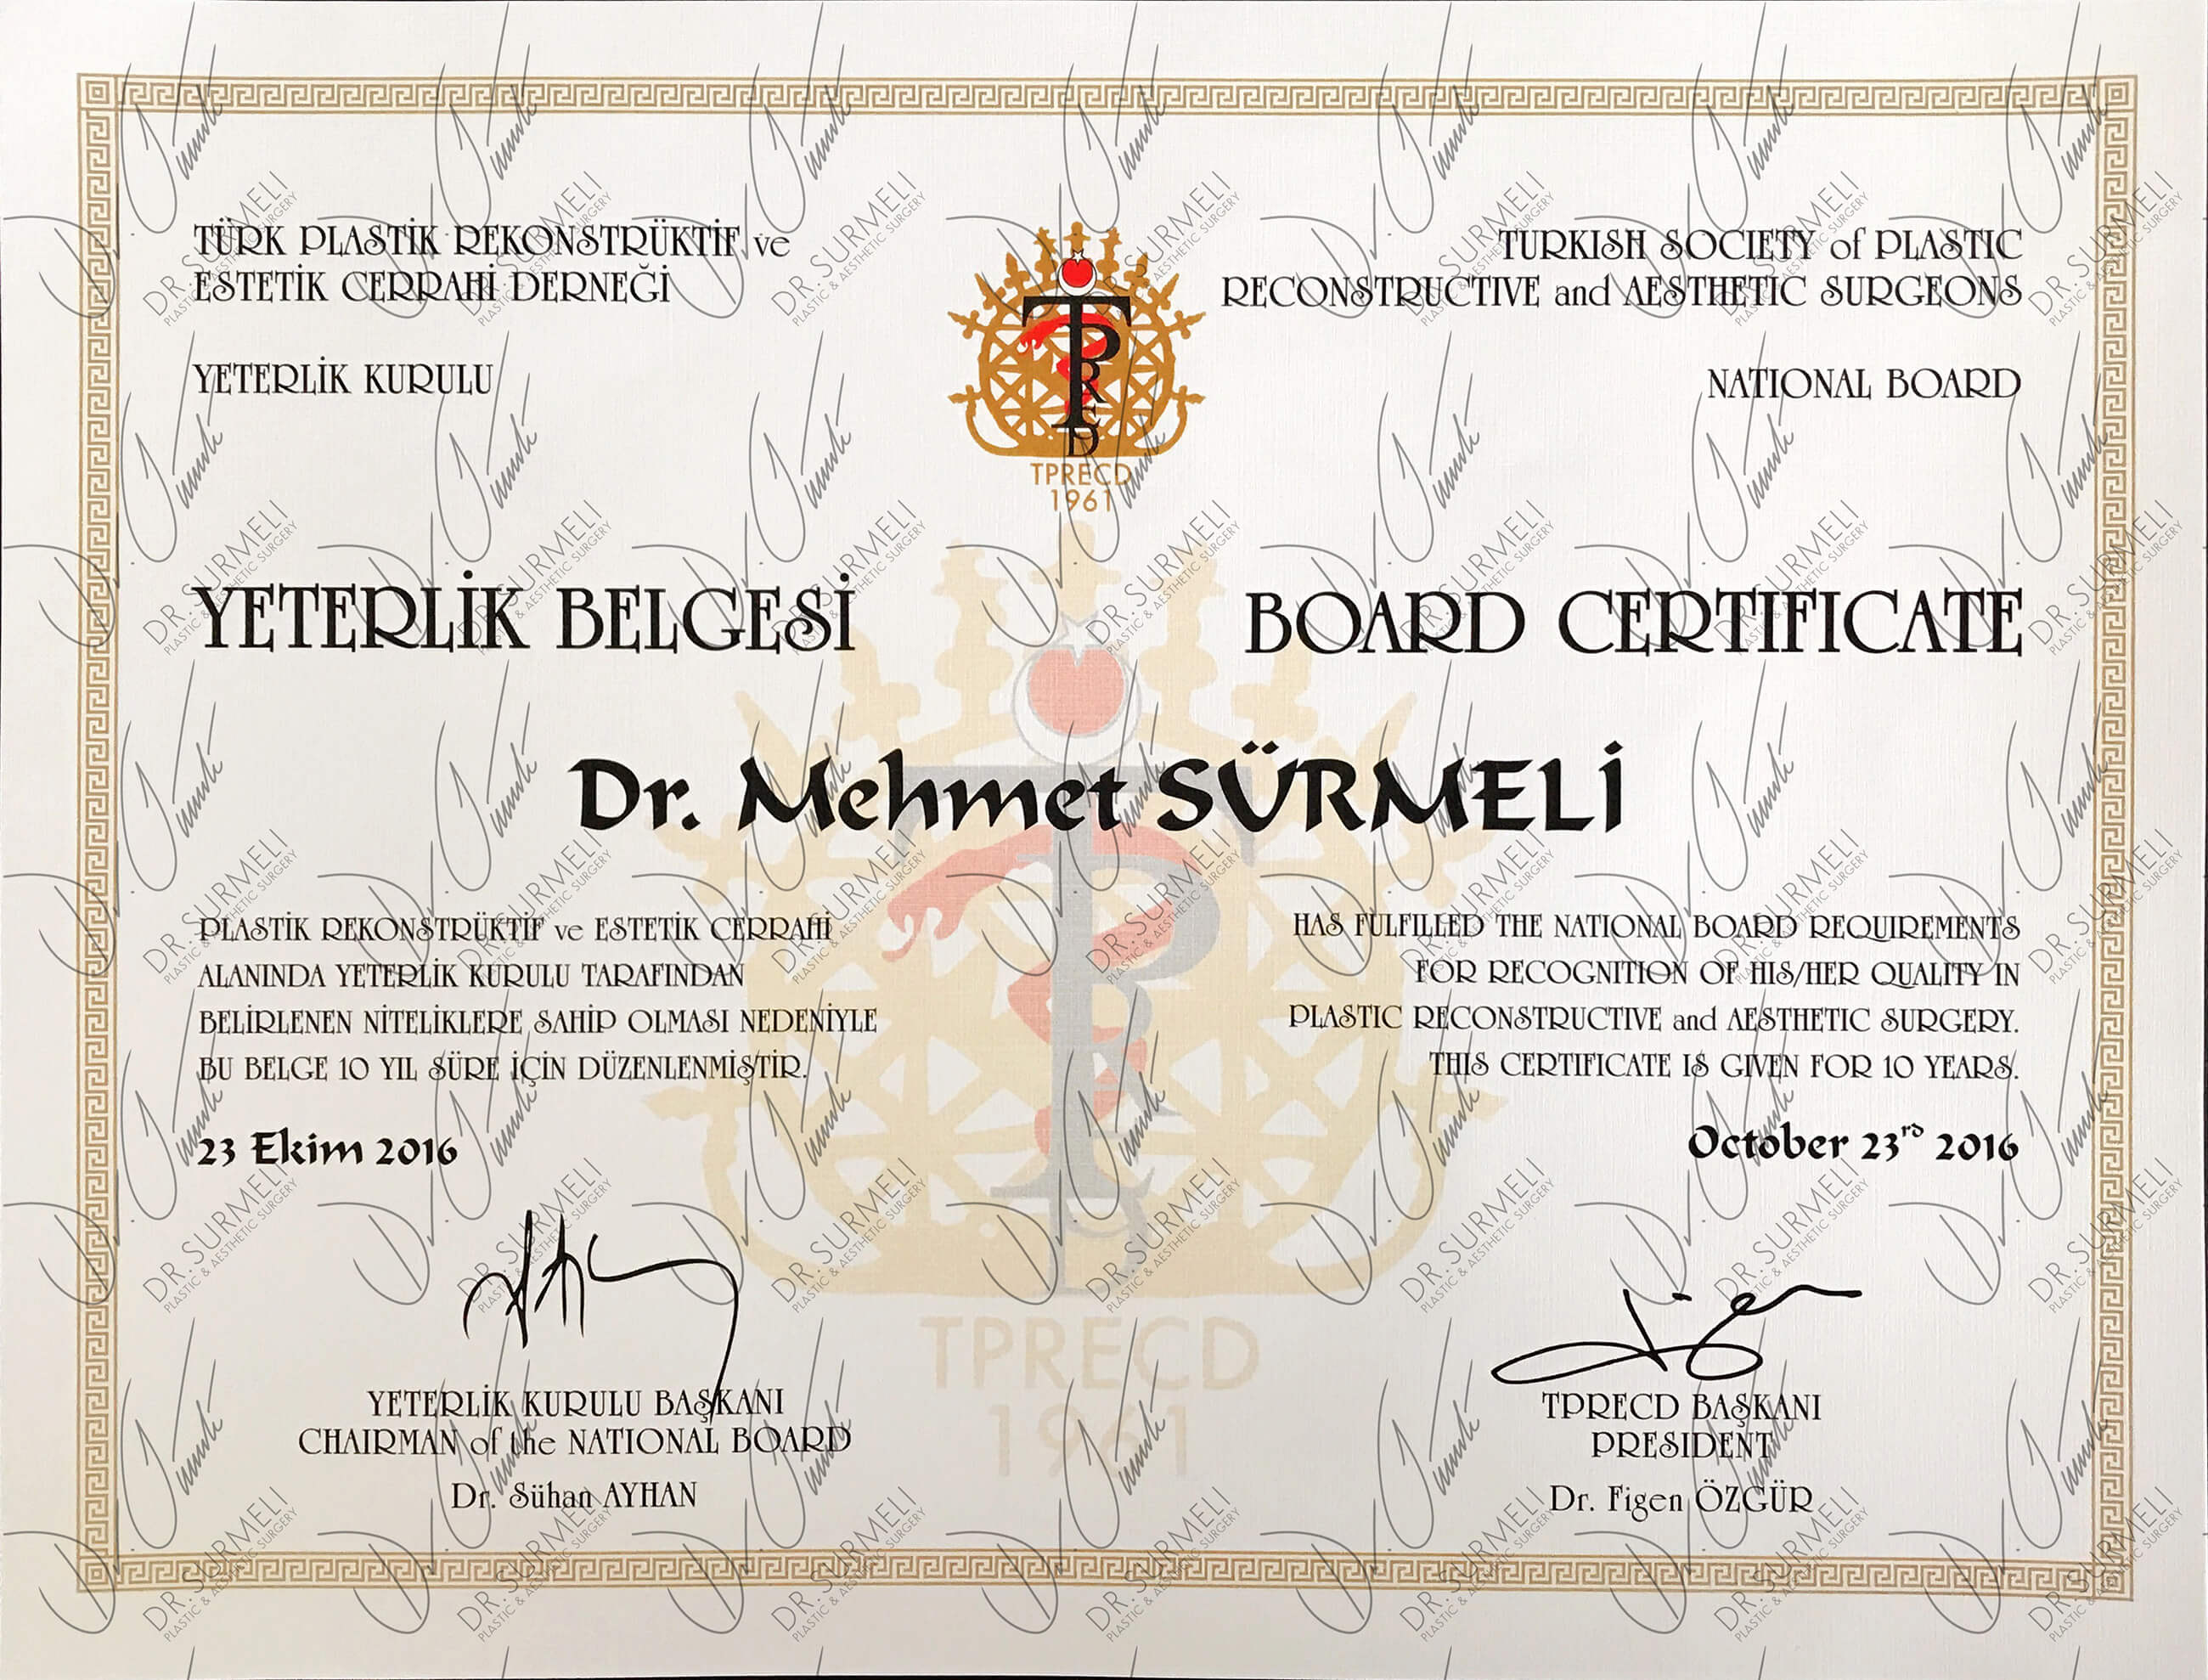 TÜRK PLASTİK REKONSTRÜKTİF ve
ESTETİK CERRAHİ DERNEĞİ
YETERLİK KURULU
TPRECD
1961
TURKISH SOCIETY of PLASTIC
RECONSTRUCTIVE and AESTHETIC SURGEONS
NATIONAL BOARD
YETERLİK BELGESİ
BOARD CERTIFICATE
Dr. Mehmet SÜRMELİ
PLASTİK REKONSTRÜKTİF ve ESTETİK CERRAHİ
ALANINDA YETERLİK KURULU TARAFINDAN
BELİRLENEN NİTELİKLERE SAHİP OLMASI NEDENİYLE
BU BELGE 10 YIL SÜRE İÇİN DÜZENLENMİŞTİR.
23 Ekim 2016
HAS FULFILLED THE NATIONAL BOARD REQUIREMENTS
FOR RECOGNITION OF HIS/HER QUALITY IN
PLASTIC RECONSTRUCTIVE and AESTHETIC SURGERY.
THIS CERTIFICATE IS GIVEN FOR 10 YEARS.
October 23rd 2016
YETERLİK KURULU BAŞKANI
CHAIRMAN of the NATIONAL BOARD
Dr. Sühan AYHAN
TPRECD BAŞKANI
PRESIDENT
Dr. Figen ÖZGÜR
TPRECD
1961
DR. SURMELI
PLASTIC & AESTHETIC SURGERY